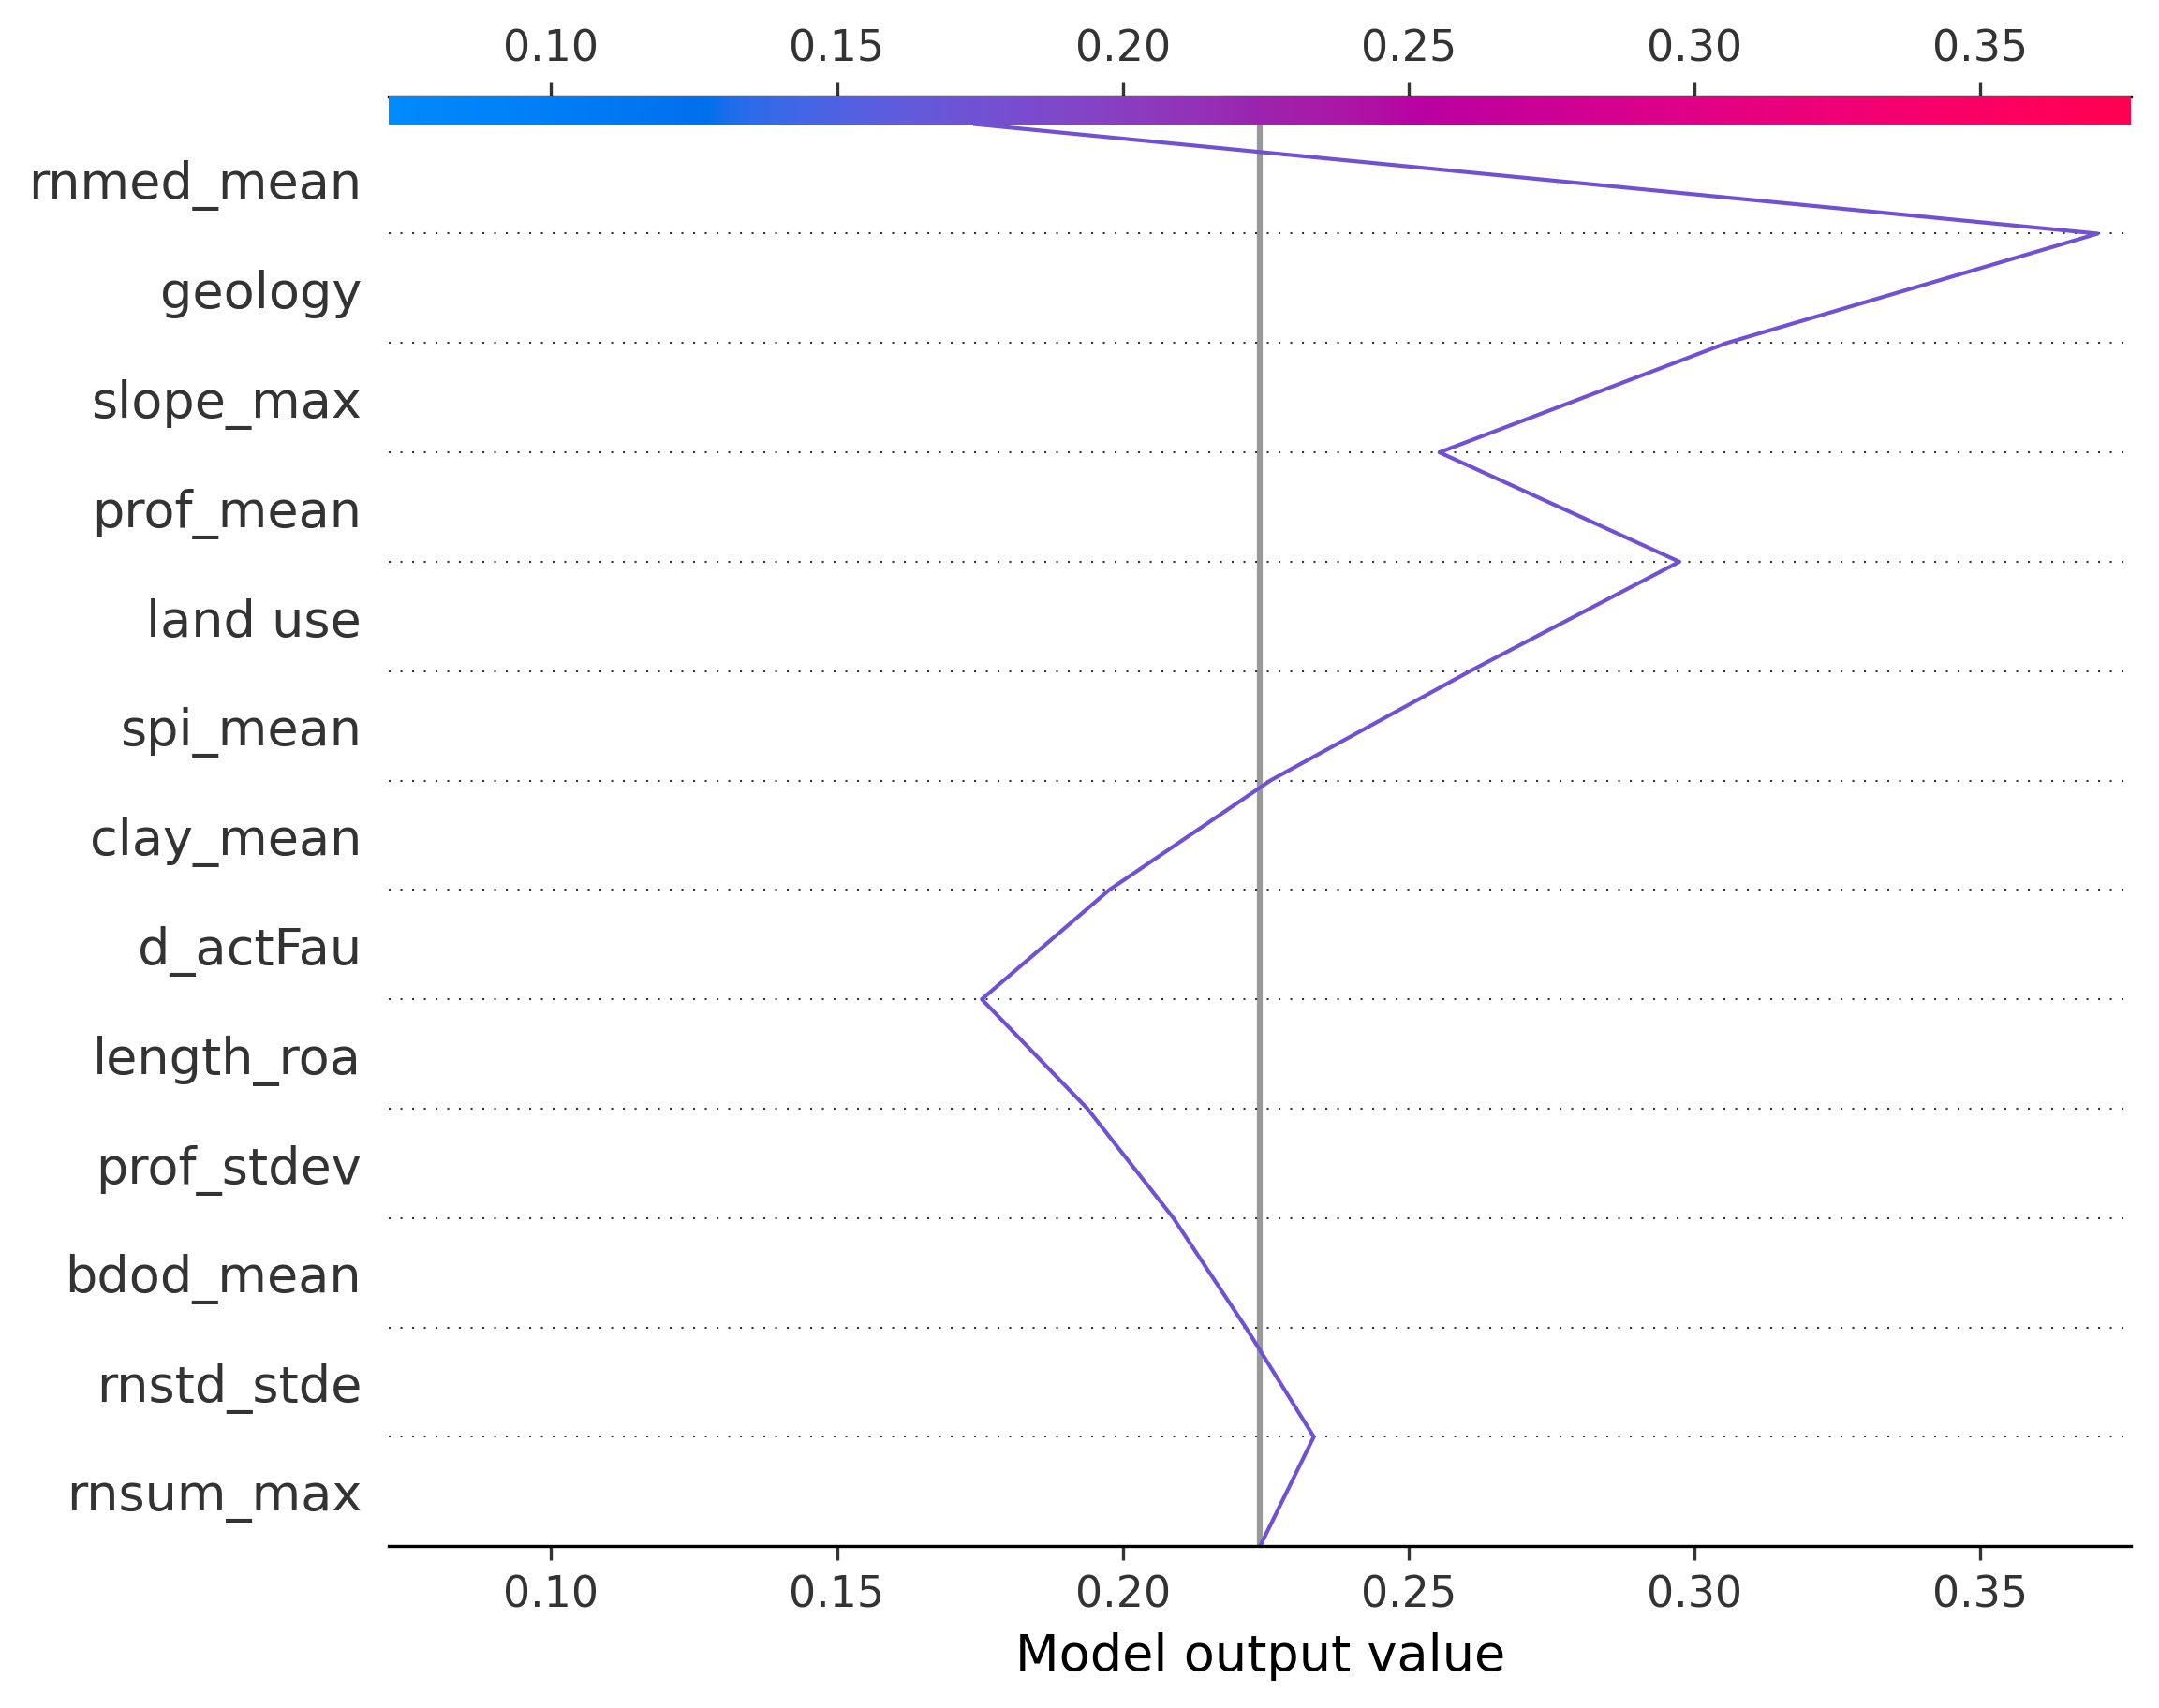 0.10 0.15 0.20 0.25 0.30 0.35
rnmed_mean
geology
slope_max
prof_mean
land use
spi_mean
clay_mean
d_actFau
length_roa
prof_stdev
bdod_mean
rnstd_stde
rnsum_max
0.10 0.15 0.20 0.25 0.30 0.35
Model output value